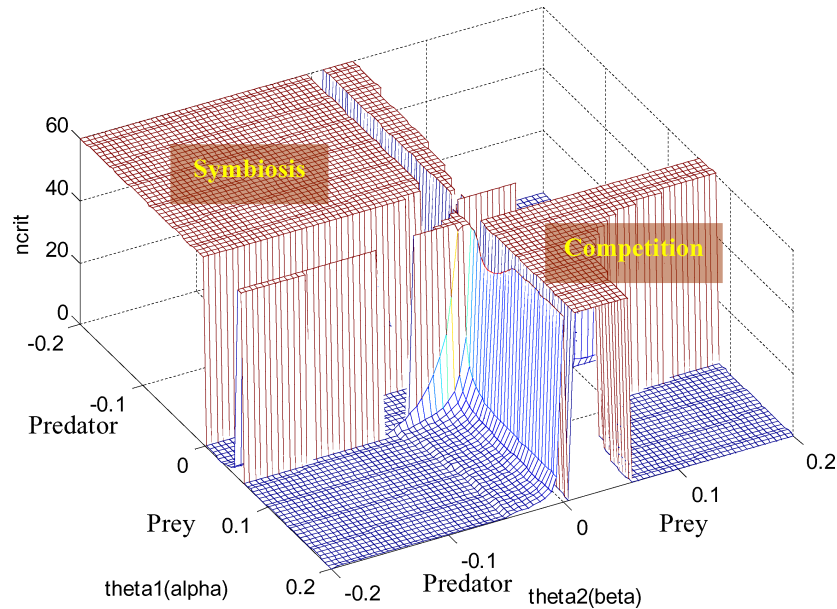 60
Symbiosis
40
ncrit
Competition
20
0
-0.2
-0.1
Predator
0
0.2
Prey
0.1
0.1
0
Prey
0.2
-0.2
-0.1
Predator
theta1(alpha)
theta2(beta)